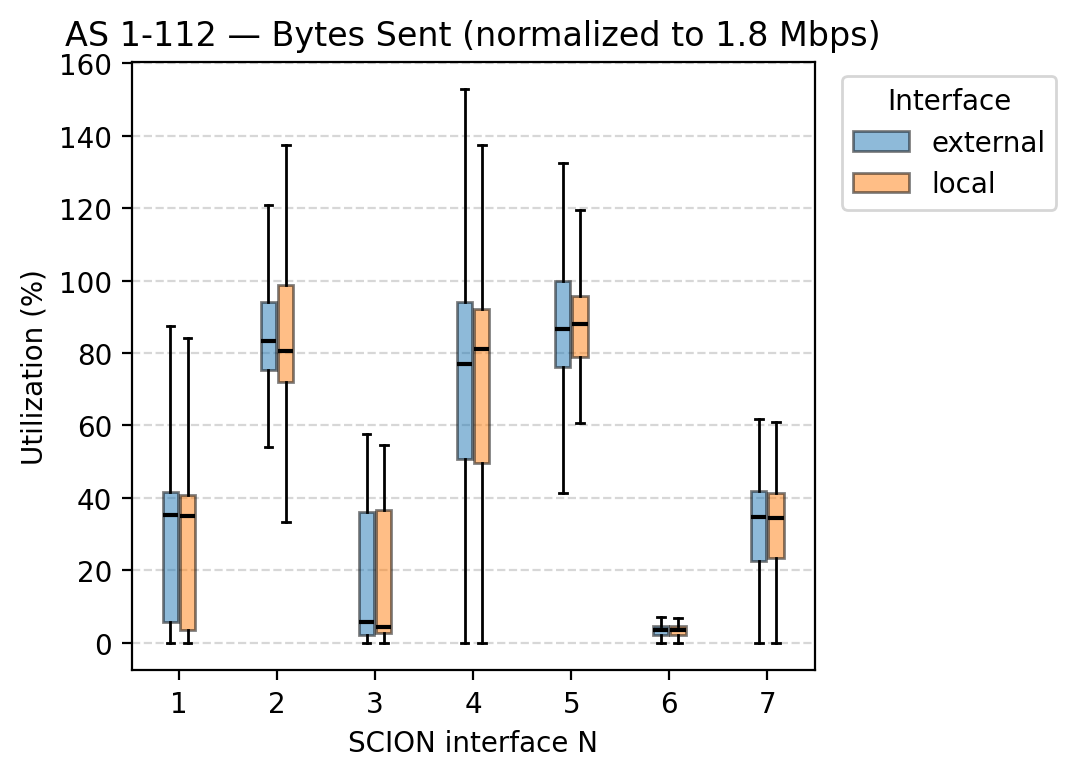 AS 1-112 — Bytes Sent (normalized to 1.8 Mbps)
Utilization (%)
160
140
120
100
80
60
40
20
0
1 2 3 4 5 6 7
SCION interface N
Interface
external
local